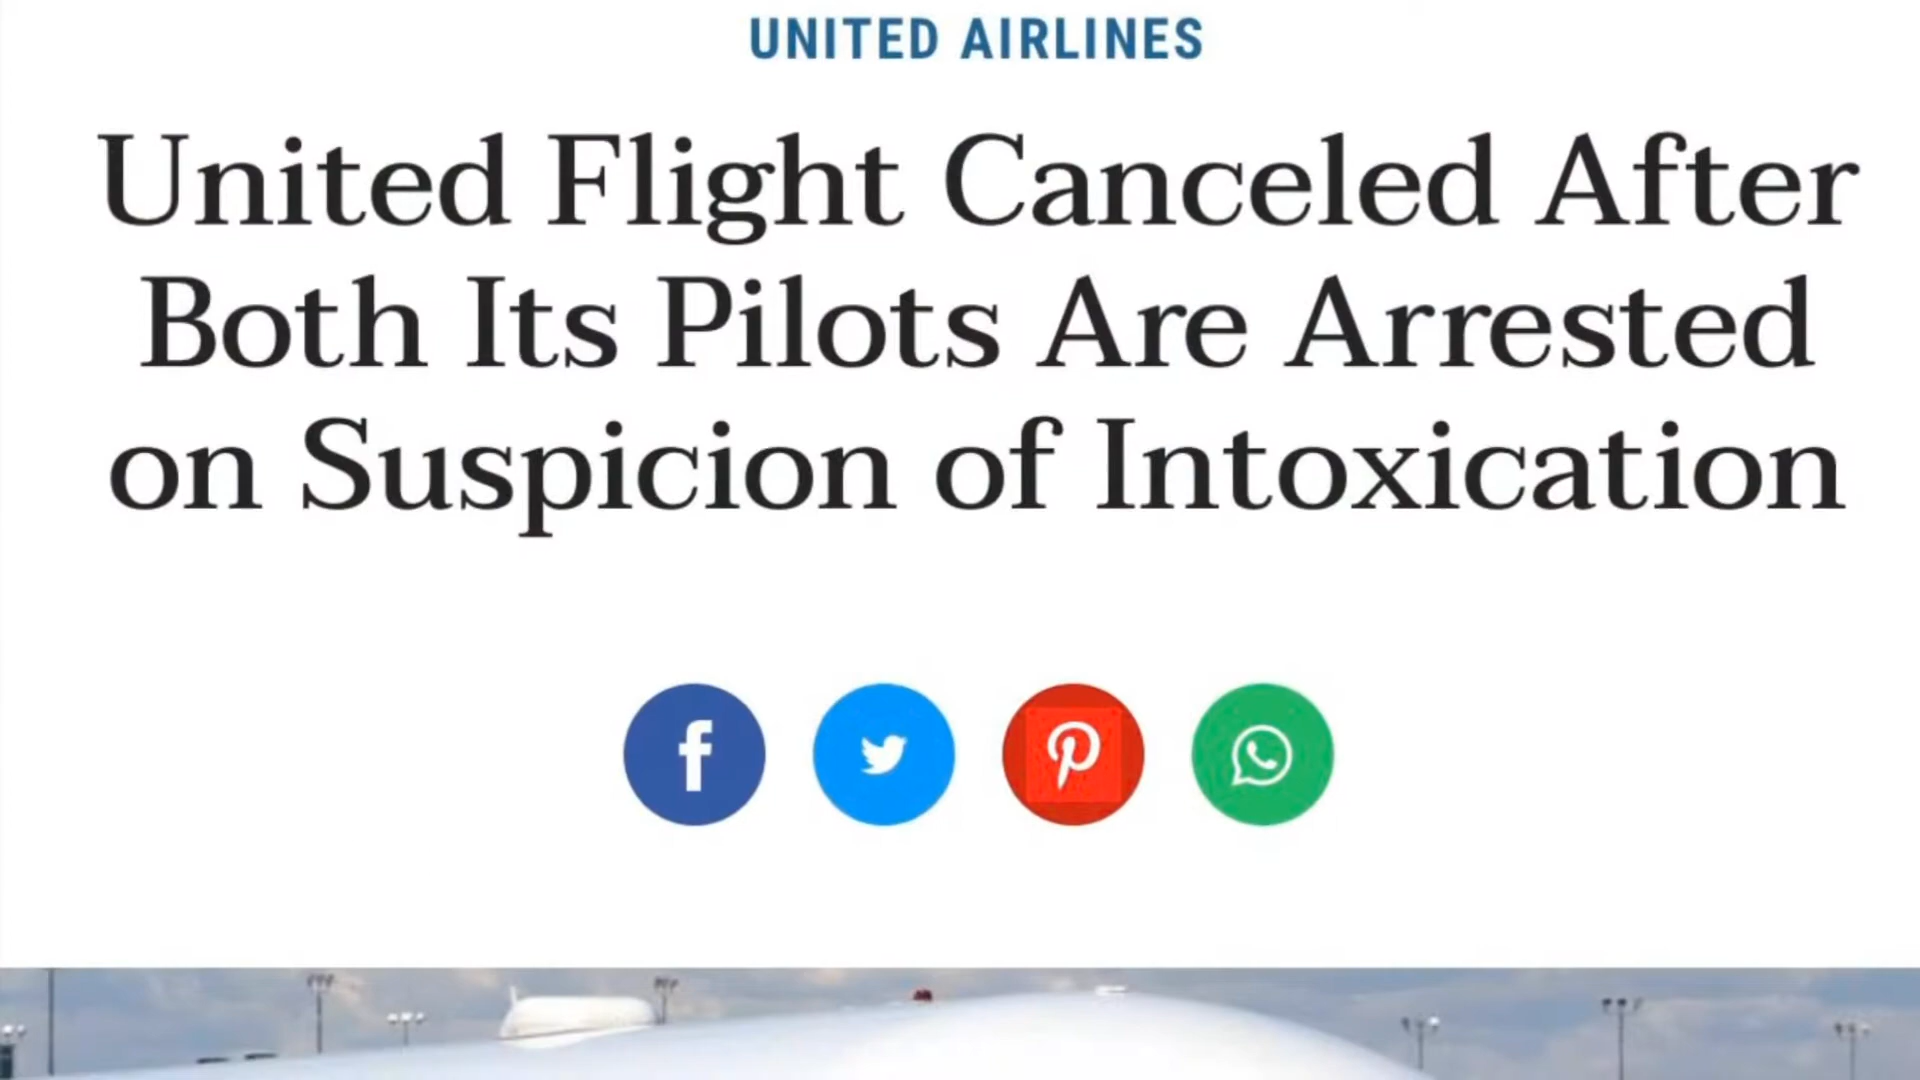 UNITED AIRLINES
United Flight Canceled After
Both Its Pilots Are Arrested
on Suspicion of Intoxication